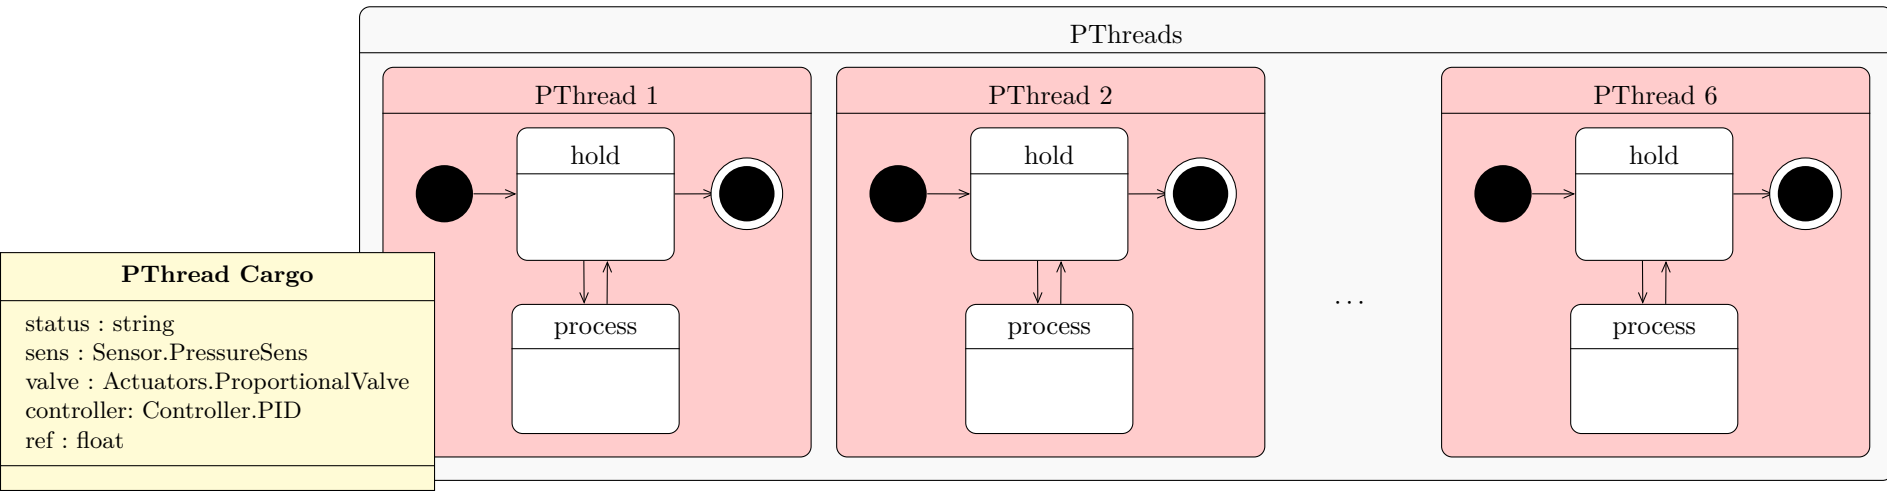 PThreads
PThread 1
hold
process
PThread 2
hold
process
...
PThread 6
hold
process
PThread Cargo
status : string
sens : Sensor.PressureSens
valve : Actuators.ProportionalValve
controller: Controller.PID
ref : float